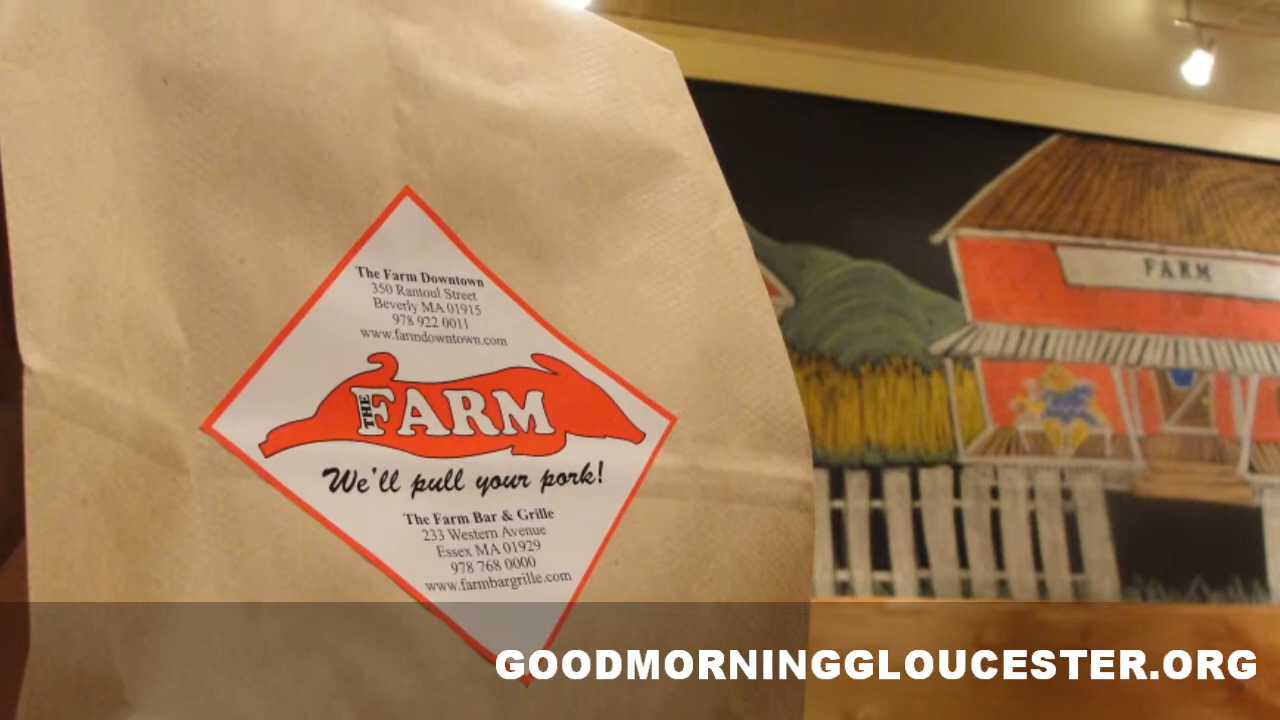 The Farm Downtown
350 Rantoul Street
Beverly MA 01915
978 922 0011
www.farmdowntown.com
THE FARM
We'll pull your pork!
The Farm Bar & Grille
233 Western Avenue
Essex MA 01929
978 768 0000
www.farmbargrille.com
FARM
GOODMORNINGGLOUCESTER.ORG